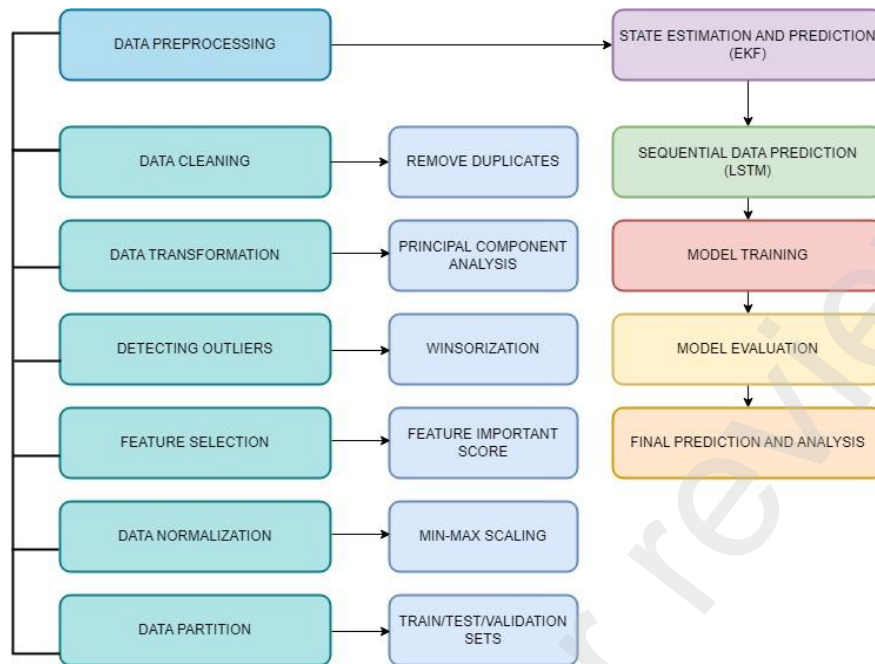 DATA PREPROCESSING
STATE ESTIMATION AND PREDICTION
(EKF)
DATA CLEANING
REMOVE DUPLICATES
SEQUENTIAL DATA PREDICTION
(LSTM)
DATA TRANSFORMATION
PRINCIPAL COMPONENT
ANALYSIS
MODEL TRAINING
DETECTING OUTLIERS
WINSORIZATION
MODEL EVALUATION
FEATURE SELECTION
FEATURE IMPORTANT
SCORE
FINAL PREDICTION AND ANALYSIS
DATA NORMALIZATION
MIN-MAX SCALING
DATA PARTITION
TRAIN/TEST/VALIDATION
SETS
r review